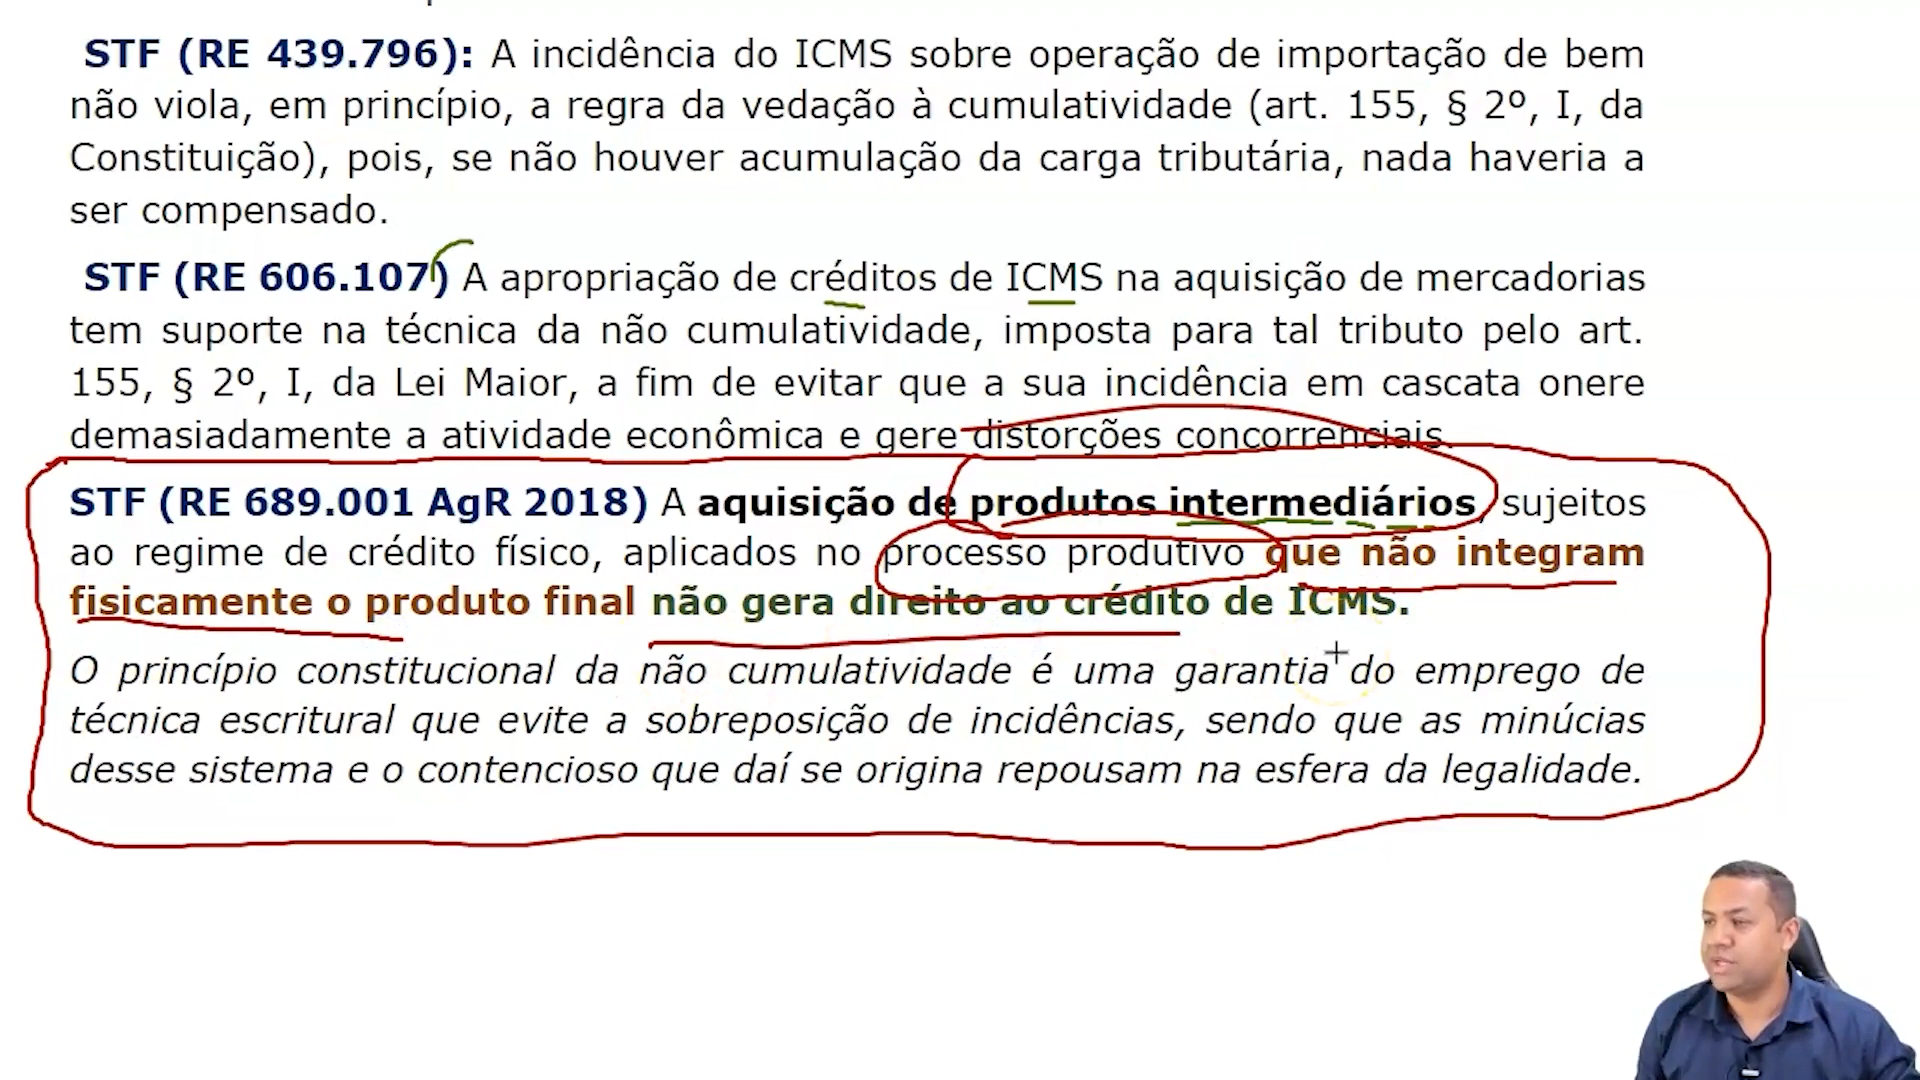 STF (RE 439.796): A incidência do ICMS sobre operação de importação de bem
não viola, em princípio, a regra da vedação à cumulatividade (art. 155, § 2º, I, da
Constituição), pois, se não houver acumulação da carga tributária, nada haveria a
ser compensado.
STF (RE 606.107) A apropriação de créditos de ICMS na aquisição de mercadorias
tem suporte na técnica da não cumulatividade, imposta para tal tributo pelo art.
155, § 2º, I, da Lei Maior, a fim de evitar que a sua incidência em cascata onere
demasiadamente a atividade econômica e gere distorções concorrenciais.
STF (RE 689.001 AgR 2018) A aquisição de produtos intermediários, sujeitos
ao regime de crédito físico, aplicados no processo produtivo que não integram
fisicamente o produto final não gera direito ao crédito de ICMS.
O princípio constitucional da não cumulatividade é uma garantia do emprego de
técnica escritural que evite a sobreposição de incidências, sendo que as minúcias
desse sistema e o contencioso que daí se origina repousam na esfera da legalidade.